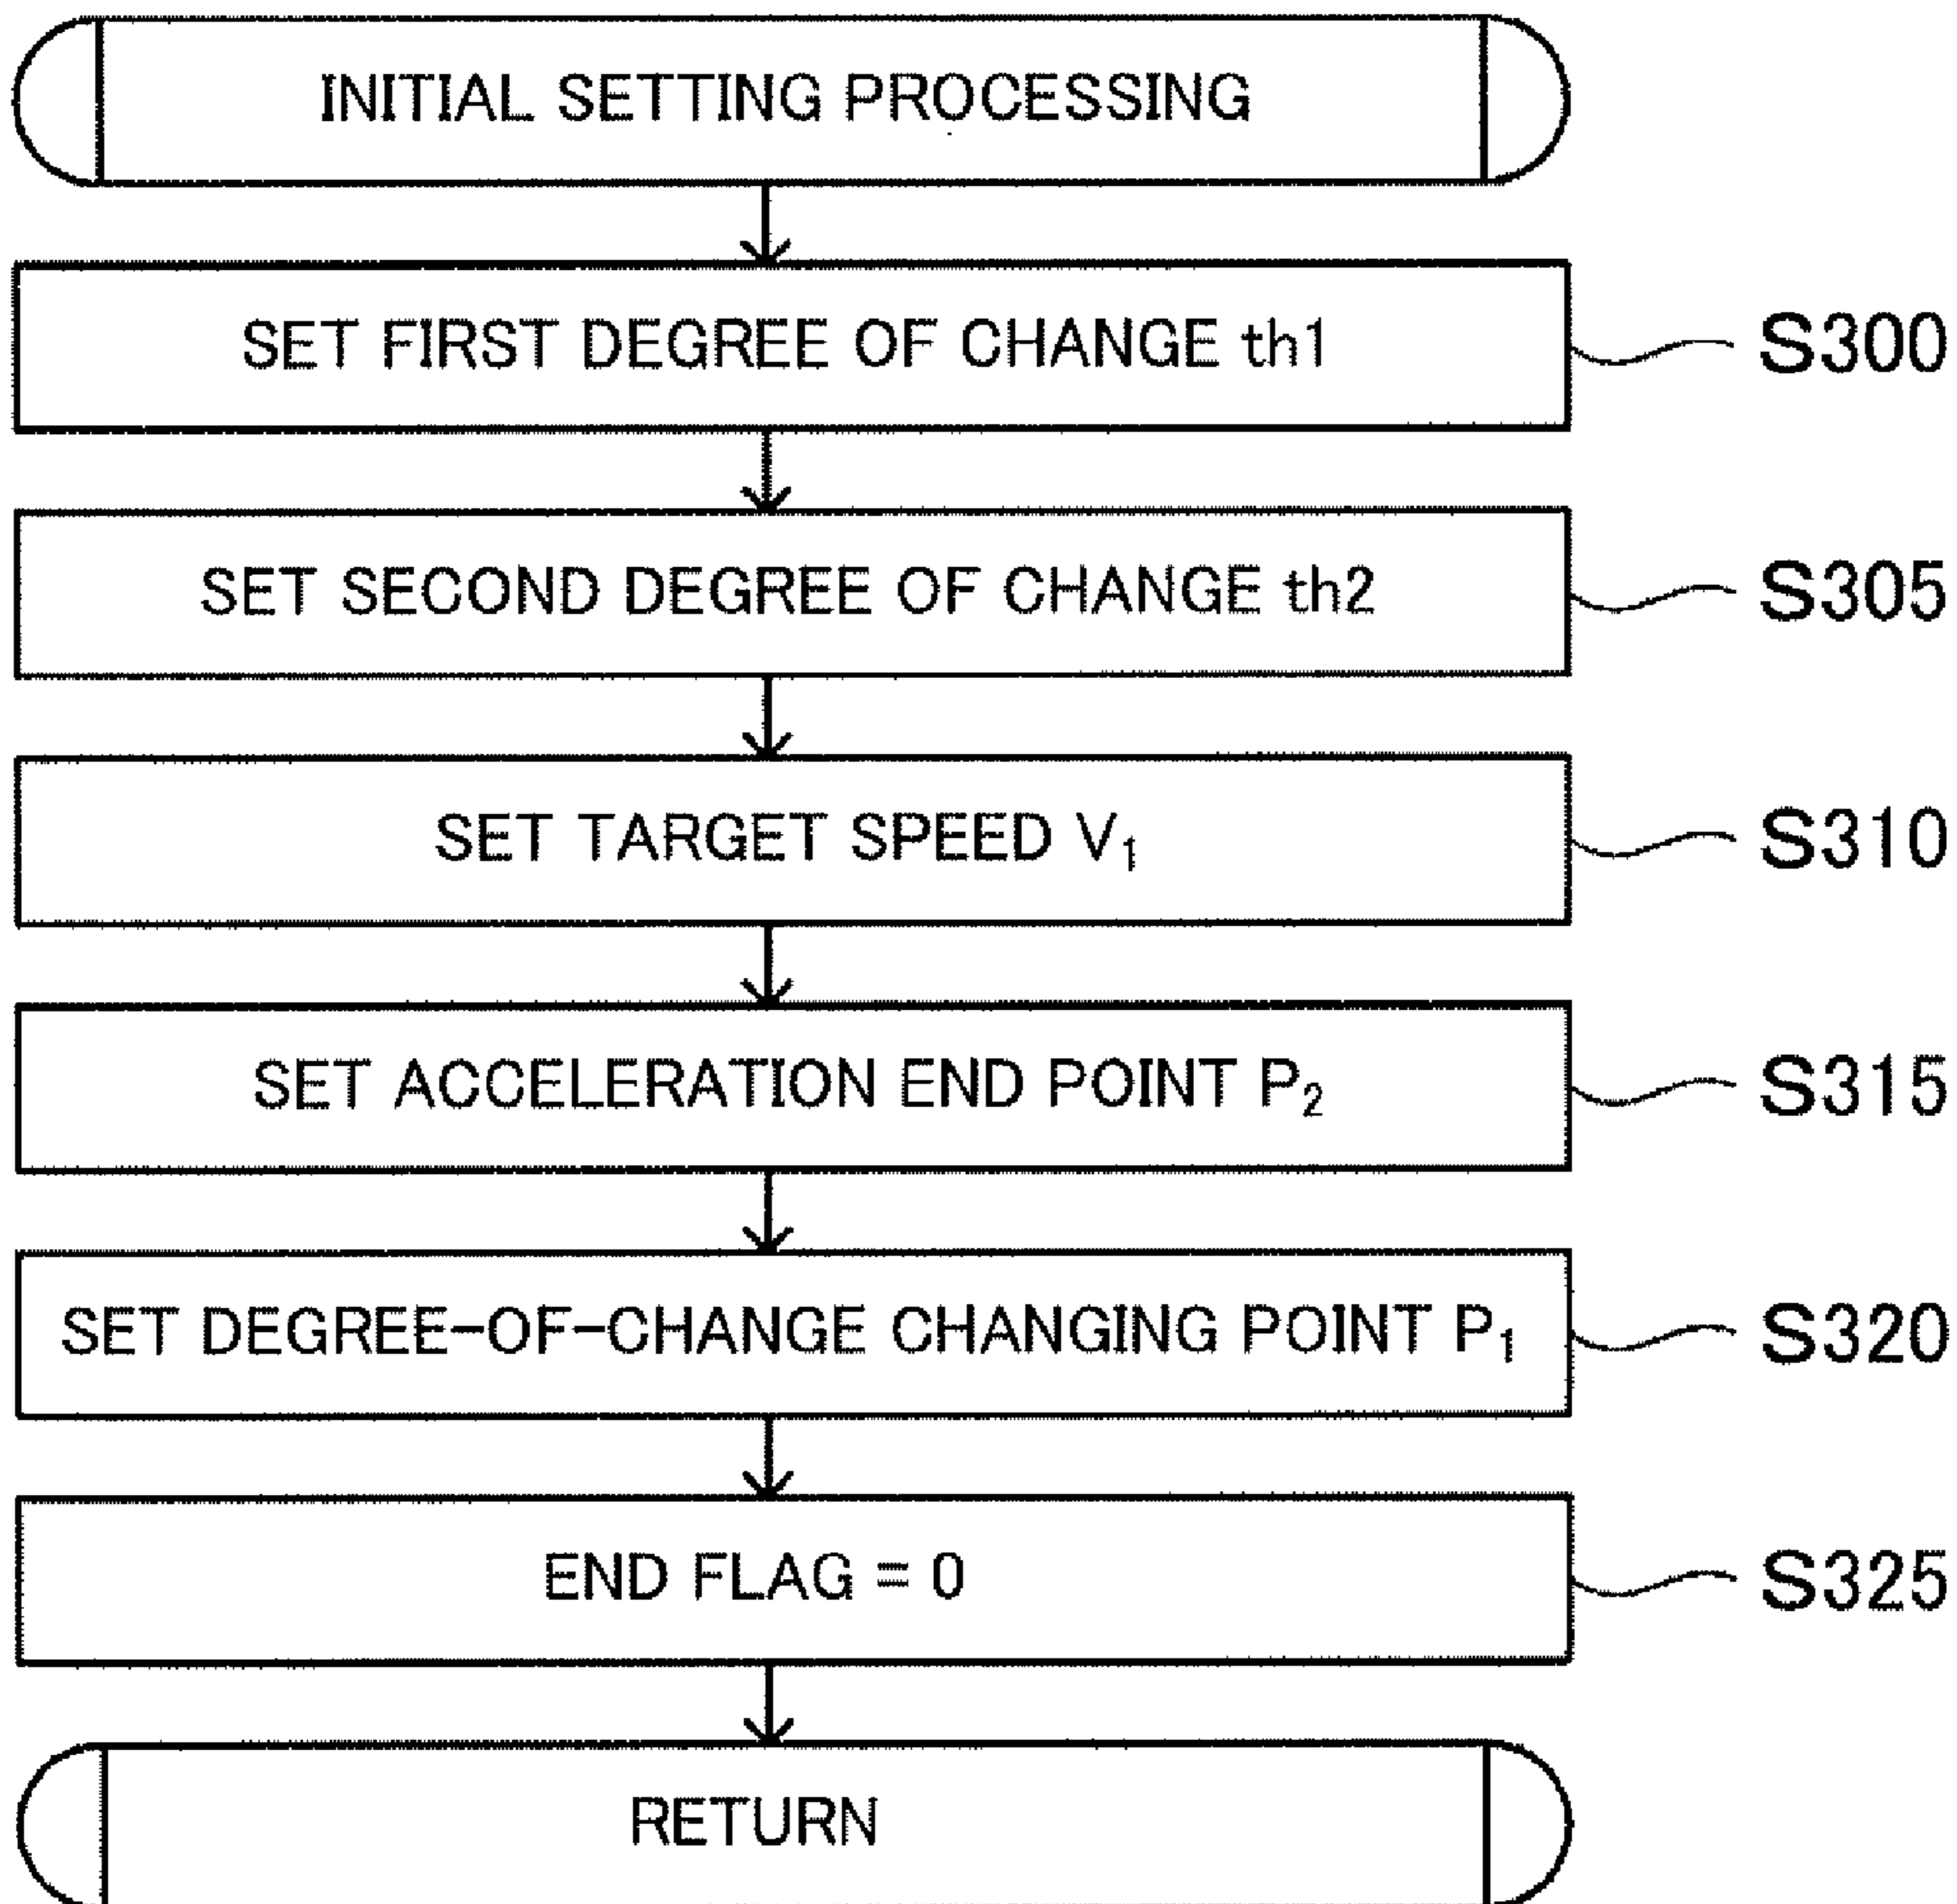 INITIAL SETTING PROCESSING
SET FIRST DEGREE OF CHANGE th1
S300
SET SECOND DEGREE OF CHANGE th2
S305
SET TARGET SPEED V₁
S310
SET ACCELERATION END POINT P₂
S315
SET DEGREE-OF-CHANGE CHANGING POINT P₁
S320
END FLAG = 0
S325
RETURN